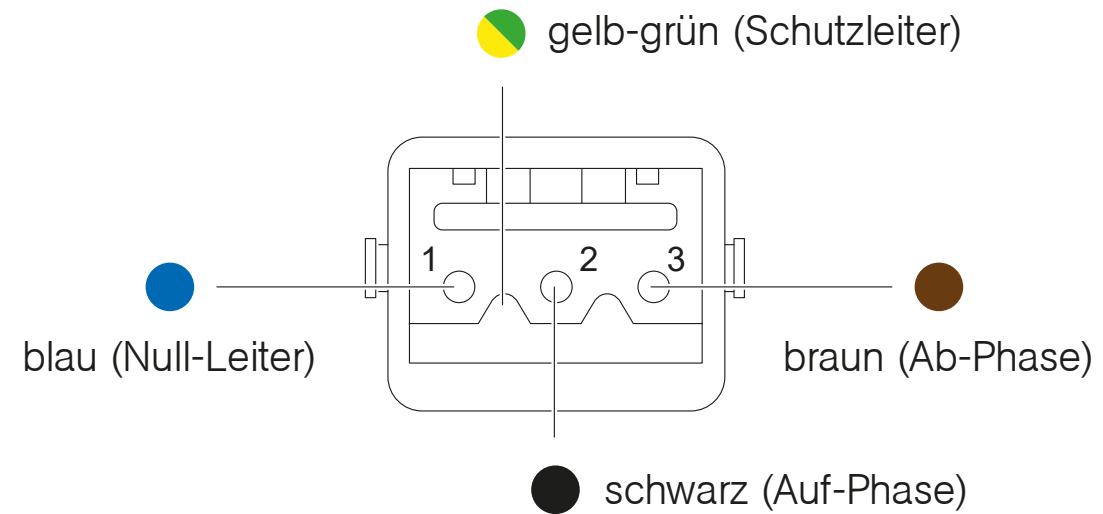 gelb-grün (Schutzleiter)
1
2
3
blau (Null-Leiter)
braun (Ab-Phase)
schwarz (Auf-Phase)